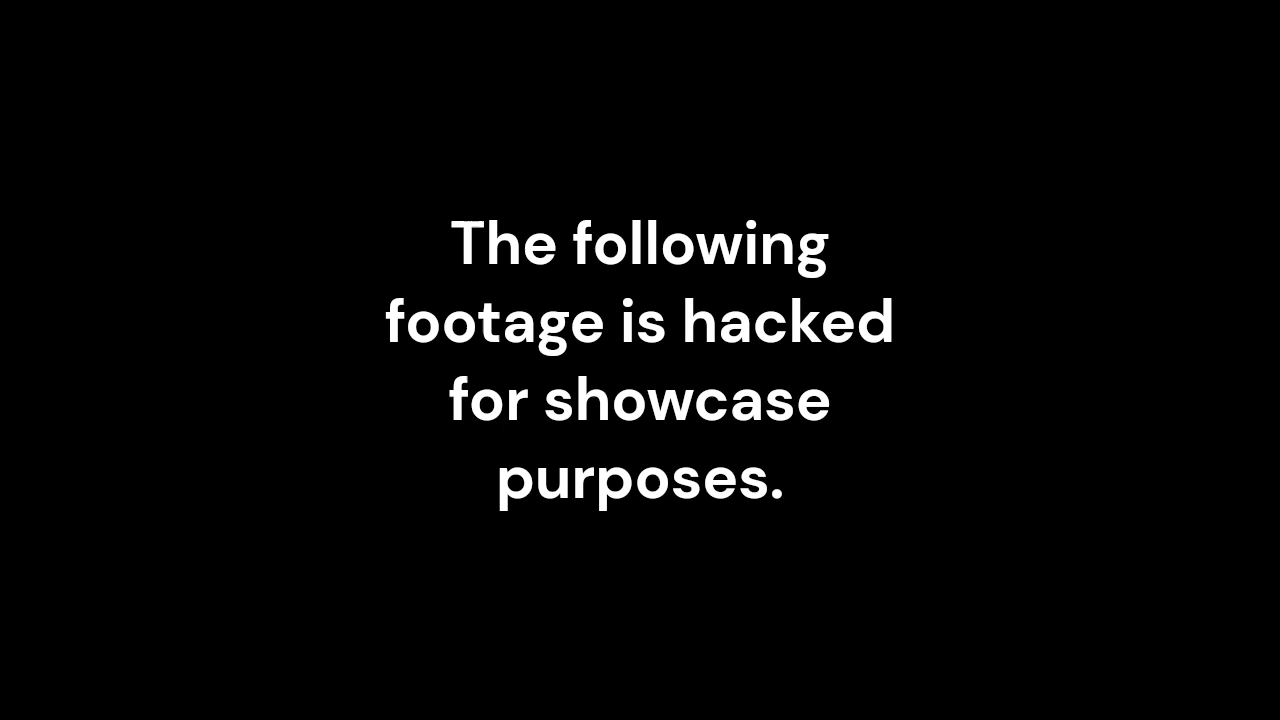 The following
footage is hacked
for showcase
purposes.